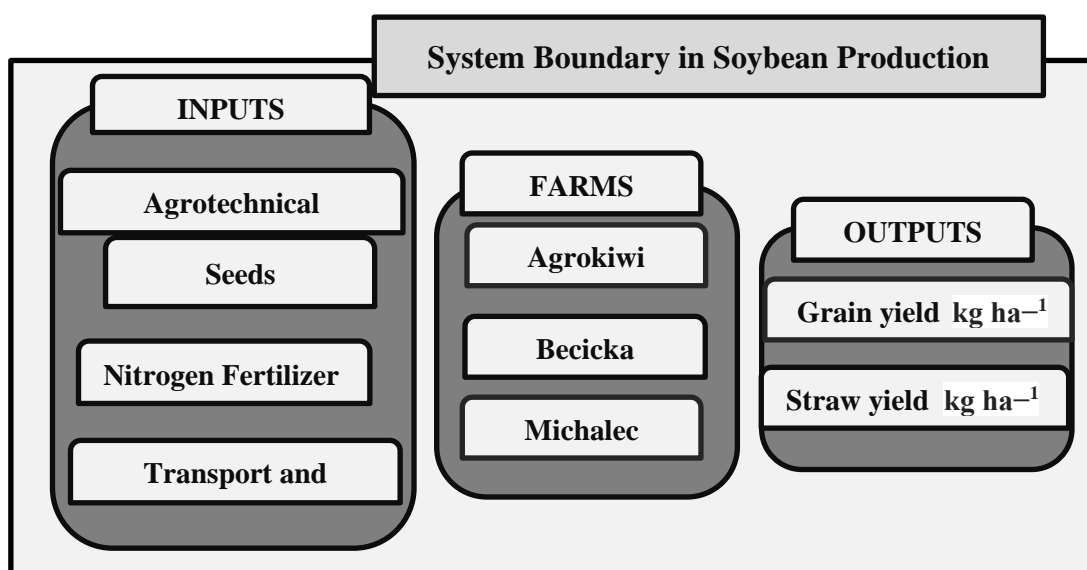 System Boundary in Soybean Production
INPUTS
Agrotechnical
Seeds
Nitrogen Fertilizer
Transport and
FARMS
Agrokiwi
Becicka
Michalec
OUTPUTS
Grain yield kg ha−1
Straw yield kg ha−1